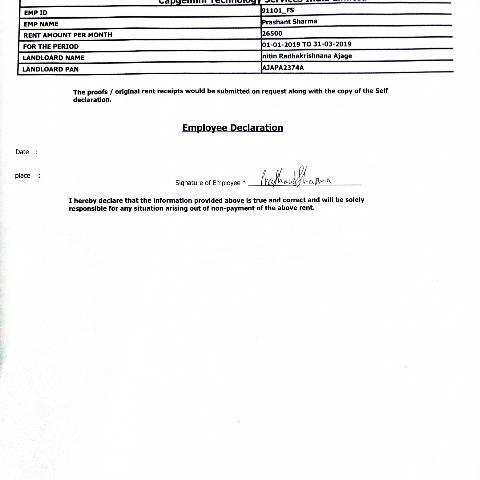 Capgemini Technology Services India Limited
EMP ID 91101_FS
EMP NAME Prashant Sharma
RENT AMOUNT PER MONTH 26500
FOR THE PERIOD 01-01-2019 TO 31-03-2019
LANDLOARD NAME nitin Radhakrishnana Ajage
LANDLOARD PAN AJAPA2374A
The proofs / original rent receipts would be submitted on request along with the copy of the Self
declaration.
Employee Declaration
Date :
place :
Signature of Employee * PrashantSharma
I hereby declare that the information provided above is true and correct and will be solely
responsible for any situation arising out of non-payment of the above rent.